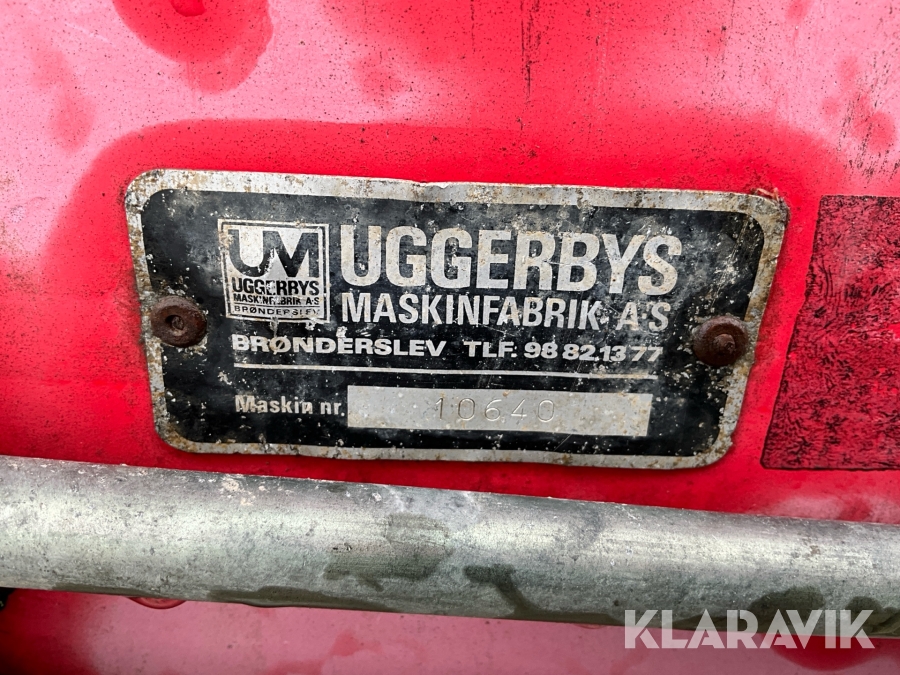 UM
UGGERBYS
MASKINFABRIK A·S
BRØNDERSLEV
UGGERBYS
MASKINFABRIK A·S
BRØNDERSLEV TLF. 98 82.13 77
Maskin nr. 10640
KLARAVIK